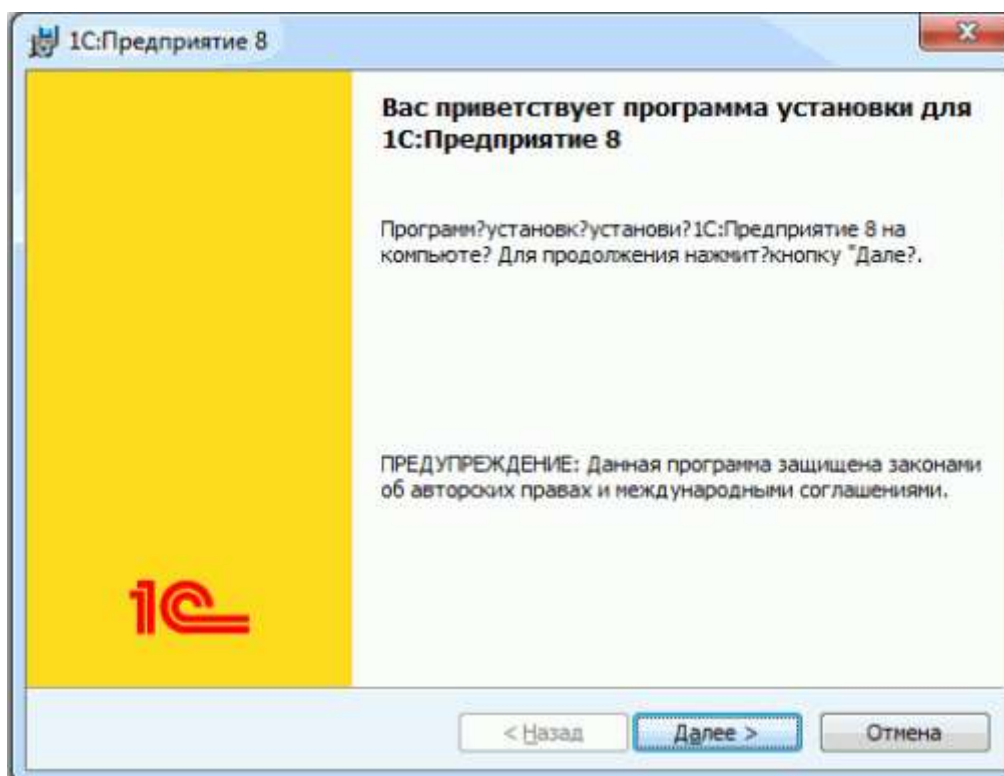 1С:Предприятие 8
Вас приветствует программа установки для
1С:Предприятие 8
Программ?установк?установи?1С:Предприятие 8 на
компьюте? Для продолжения нажмит?кнопку "Дале?.
ПРЕДУПРЕЖДЕНИЕ: Данная программа защищена законами
об авторских правах и международными соглашениями.
1С
< Назад
Далее >
Отмена